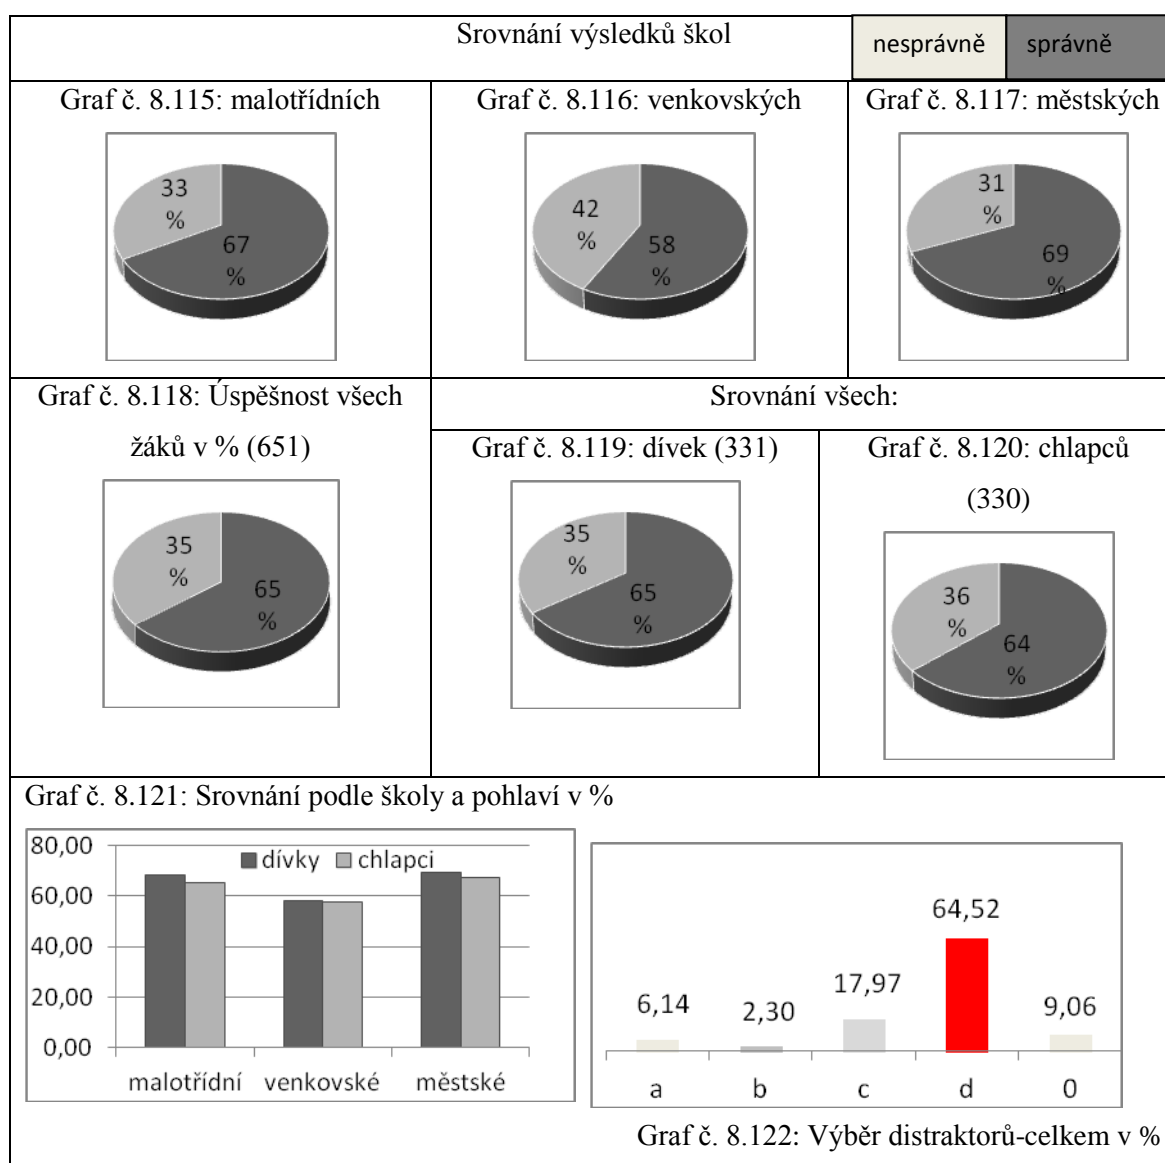 Srovnání výsledků škol
nesprávně správně
Graf č. 8.115: malotřídních
33
%
67
%
Graf č. 8.116: venkovských
42
%
58
%
Graf č. 8.117: městských
31
%
69
%
Graf č. 8.118: Úspěšnost všech
žáků v % (651)
35
%
65
%
Srovnání všech:
Graf č. 8.119: dívek (331)
35
%
65
%
Graf č. 8.120: chlapců
(330)
36
%
64
%
Graf č. 8.121: Srovnání podle školy a pohlaví v %
80,00
60,00
40,00
20,00
0,00
dívky chlapci
malotřídní venkovské městské
6,14 2,30 17,97 64,52 9,06
a b c d 0
Graf č. 8.122: Výběr distraktorů-celkem v %